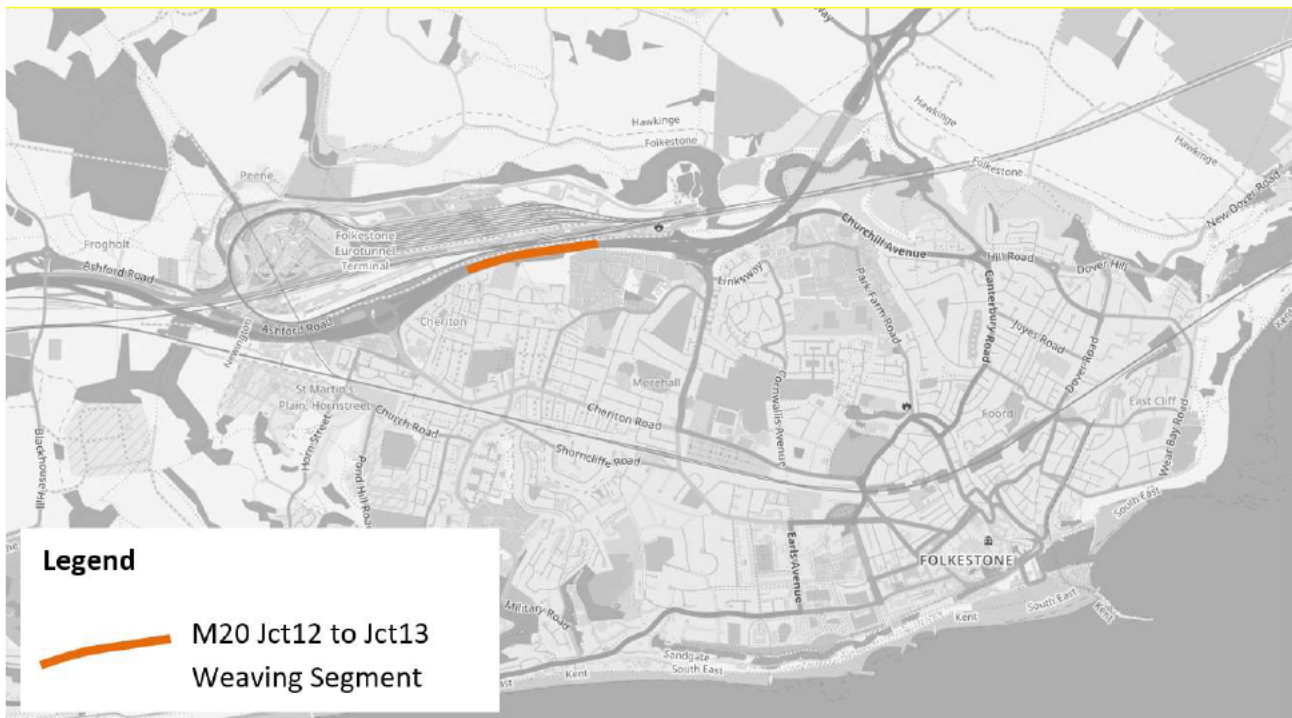 Hawkinge
Hawkinge
Folkestone
Hawkinge
Folkestone
Peene
New Dover Road
Frogholt
Ashford Road
Folkestone
Eurotunnel
Terminal
Churchill Avenue
Hill Road
Dover Hill
Linksway
Park Farm Road
Canterbury Road
Joyes Road
Dover Road
Kent
Ashford Road
Newington
Cheriton
St Martin's
Plain, Hornstreet
Horn Street
Church Road
Morehall
Cheriton Road
Cornwallis Avenue
Foord
East Cliff
Wear Bay Road
Blackhouse Hill
Pond Hill Road
Shorncliffe Road
South East
Earls Avenue
FOLKESTONE
Military Road
Sandgate
South East
Kent
Kent
South East
Kent
Legend
M20 Jct12 to Jct13
Weaving Segment